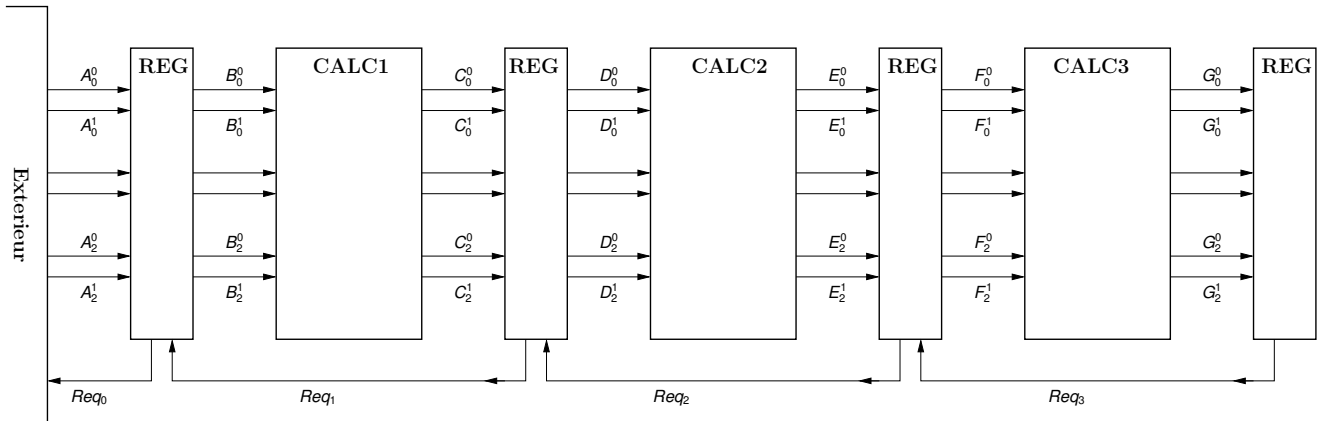 REG CALC1 REG CALC2 REG CALC3 REG
A_0^0 B_0^0 C_0^0 D_0^0 E_0^0 F_0^0 G_0^0
A_0^1 B_0^1 C_0^1 D_0^1 E_0^1 F_0^1 G_0^1
Exterieur
A_2^0 B_2^0 C_2^0 D_2^0 E_2^0 F_2^0 G_2^0
A_2^1 B_2^1 C_2^1 D_2^1 E_2^1 F_2^1 G_2^1
Req_0 Req_1 Req_2 Req_3